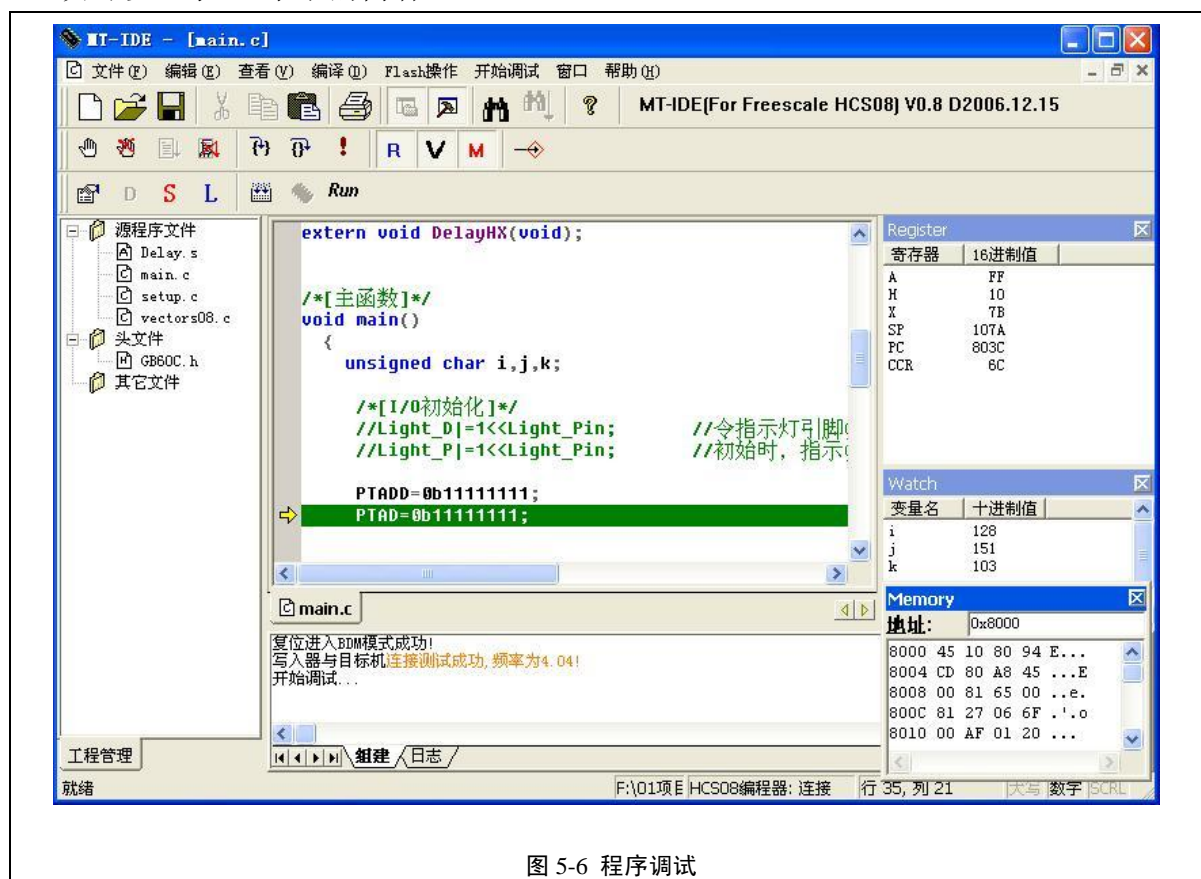 MT-IDE - [main.c]
文件(F) 编辑(E) 查看(V) 编译(D) Flash操作 开始调试 窗口 帮助(H)
MT-IDE(For Freescale HCS08) V0.8 D2006.12.15
R V M
D S L Run
源程序文件
Delay.s
main.c
setup.c
vectors08.c
头文件
GB60C.h
其它文件
工程管理
extern void DelayHX(void);
/*[主函数]*/
void main()
{
unsigned char i,j,k;
/*[I/O初始化]*/
//Light_D|=1<<Light_Pin; //令指示灯引脚
//Light_P|=1<<Light_Pin; //初始时，指示
PTADD=0b11111111;
PTAD=0b11111111;
main.c
复位进入BDM模式成功!
写入器与目标机连接测试成功,频率为4.04!
开始调试...
组建 日志
Register
寄存器 16进制值
A FF
H 10
X 7B
SP 107A
PC 803C
CCR 6C
Watch
变量名 十进制值
i 128
j 151
k 103
Memory
地址: 0x8000
8000 45 10 80 94 E...
8004 CD 80 A8 45 ...E
8008 00 81 65 00 ..e.
800C 81 27 06 6F .'.o
8010 00 AF 01 20 ...
就绪 F:\01项目 HCS08编程器: 连接 行 35, 列 21 大写 数字 SCRL
图 5-6 程序调试